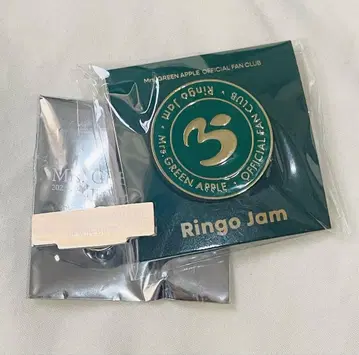 Mrs. GREEN APPLE OFFICIAL FAN CLUB
Ringo Jam
Mrs. GREEN APPLE • OFFICIAL FAN CLUB •
Ringo Jam